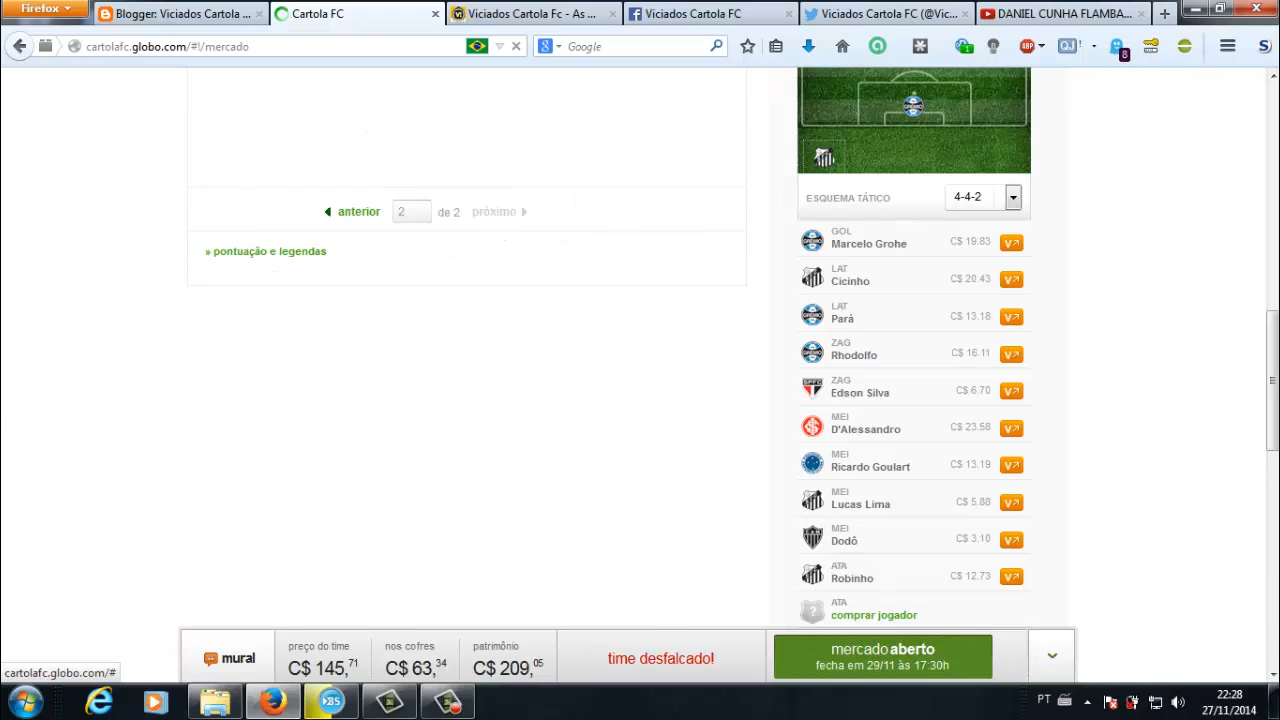 Firefox
Blogger: Viciados Cartola ...
Cartola FC
Viciados Cartola Fc - As ...
Viciados Cartola FC
Viciados Cartola FC (@Vic...
DANIEL CUNHA FLAMBA...
cartolafc.globo.com/#!/mercado
Google
ABP
QJ
8
S
GRÊMIO
ESQUEMA TÁTICO
4-4-2
anterior
2
de 2
próximo
» pontuação e legendas
GOL
Marcelo Grohe
C$ 19.83
V
LAT
Cicinho
C$ 20.43
V
LAT
Pará
C$ 13.18
V
ZAG
Rhodolfo
C$ 16.11
V
ZAG
Edson Silva
C$ 6.70
V
MEI
D'Alessandro
C$ 23.58
V
MEI
Ricardo Goulart
C$ 13.19
V
MEI
Lucas Lima
C$ 5.88
V
MEI
Dodô
C$ 3.10
V
ATA
Robinho
C$ 12.73
V
ATA
comprar jogador
mural
preço do time
C$ 145,71
nos cofres
C$ 63,34
patrimônio
C$ 209,05
time desfalcado!
mercado aberto
fecha em 29/11 às 17:30h
cartolafc.globo.com/#
PT
22:28
27/11/2014